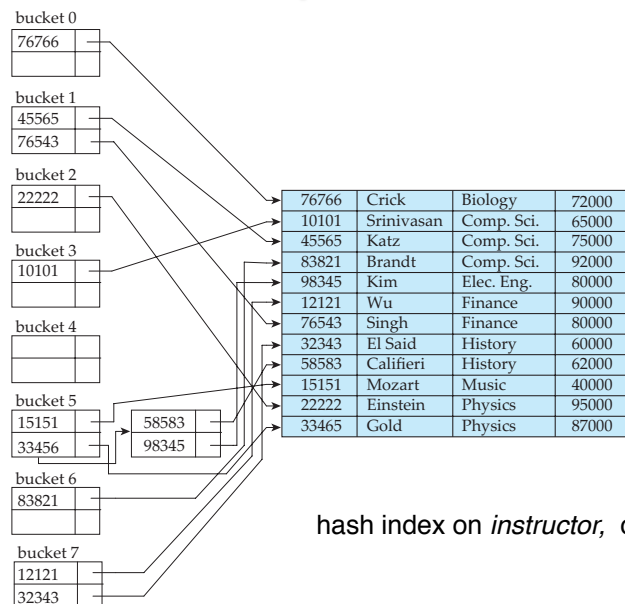 bucket 0
76766
bucket 1
45565
76543
bucket 2
22222
bucket 3
10101
bucket 4
bucket 5
15151
33456
58583
98345
bucket 6
83821
bucket 7
12121
32343
76766 Crick Biology 72000
10101 Srinivasan Comp. Sci. 65000
45565 Katz Comp. Sci. 75000
83821 Brandt Comp. Sci. 92000
98345 Kim Elec. Eng. 80000
12121 Wu Finance 90000
76543 Singh Finance 80000
32343 El Said History 60000
58583 Califieri History 62000
15151 Mozart Music 40000
22222 Einstein Physics 95000
33465 Gold Physics 87000
hash index on instructor,